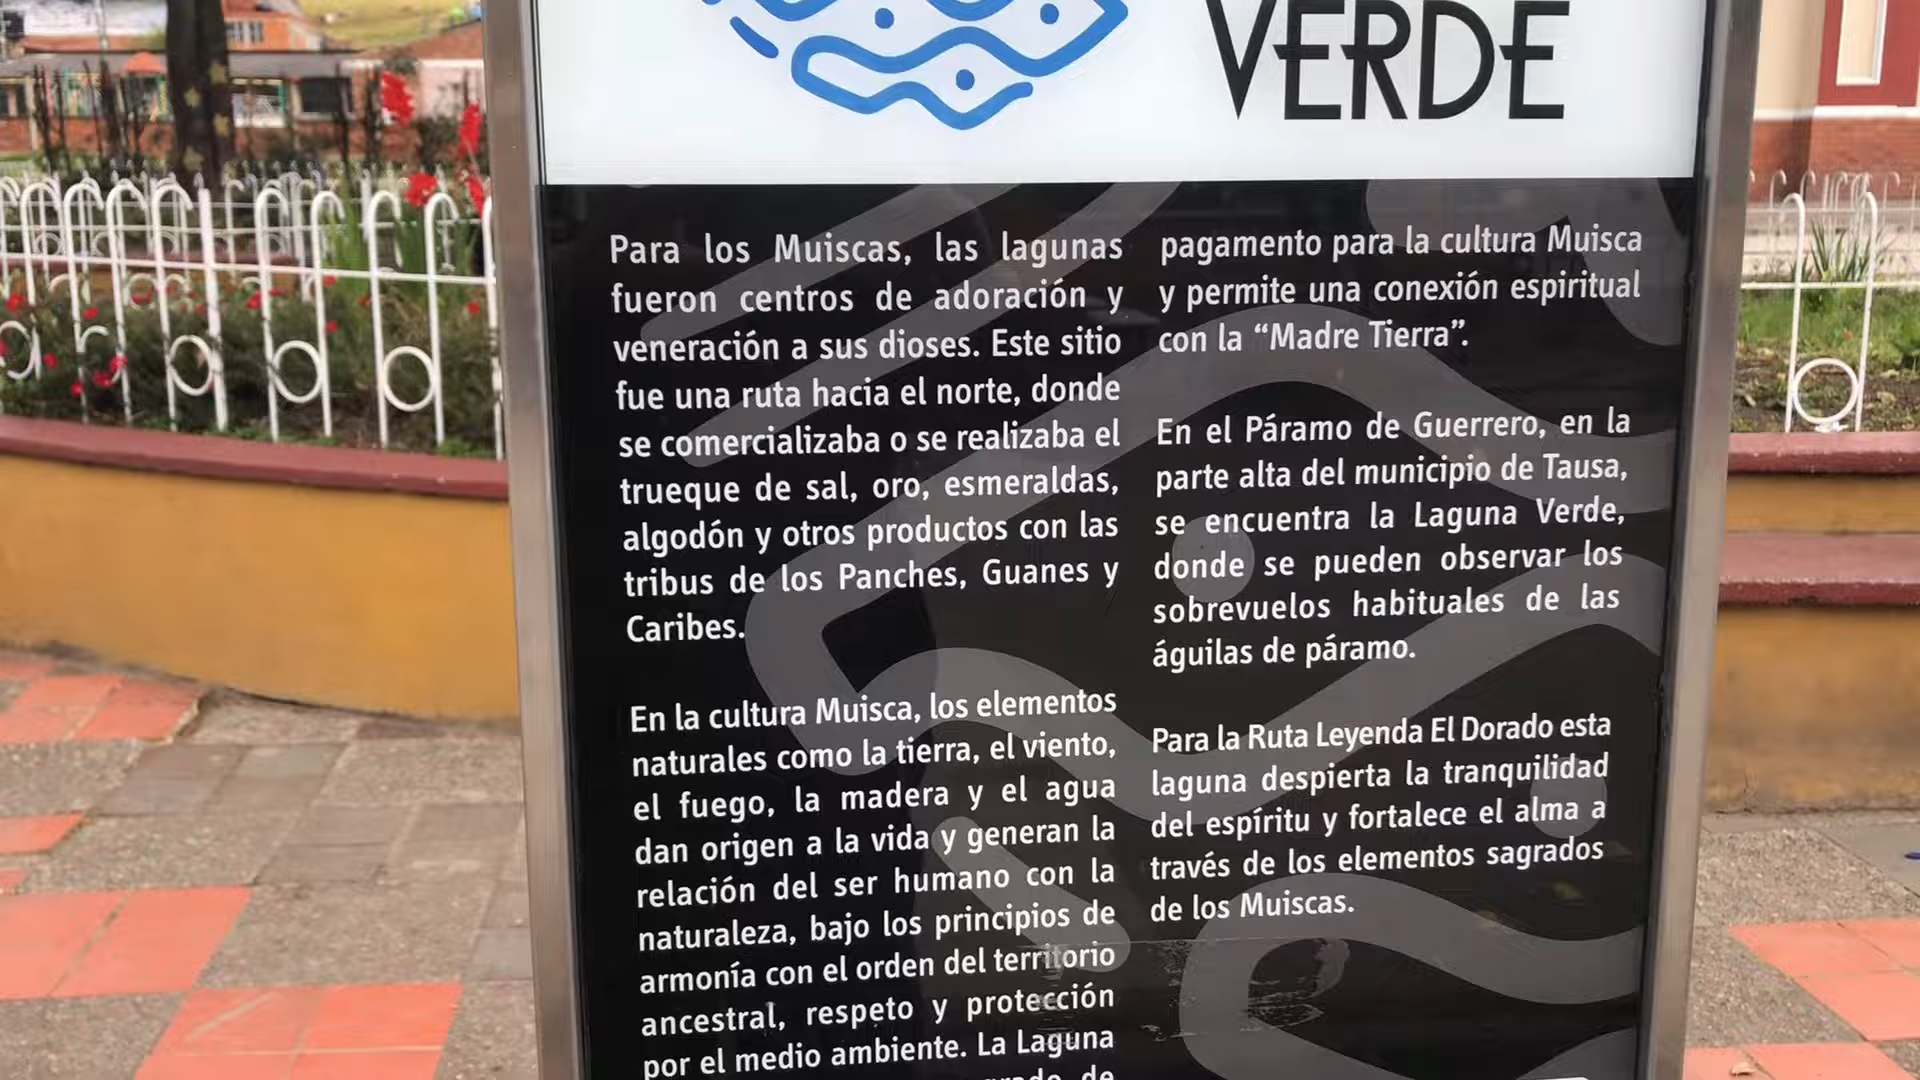 VERDE
Para los Muiscas, las lagunas
fueron centros de adoración y
veneración a sus dioses. Este sitio
fue una ruta hacia el norte, donde
se comercializaba o se realizaba el
trueque de sal, oro, esmeraldas,
algodón y otros productos con las
tribus de los Panches, Guanes y
Caribes.
En la cultura Muisca, los elementos
naturales como la tierra, el viento,
el fuego, la madera y el agua
dan origen a la vida y generan la
relación del ser humano con la
naturaleza, bajo los principios de
armonía con el orden del territorio
ancestral, respeto y protección
por el medio ambiente. La Laguna
de
pagamento para la cultura Muisca
y permite una conexión espiritual
con la “Madre Tierra”.
En el Páramo de Guerrero, en la
parte alta del municipio de Tausa,
se encuentra la Laguna Verde,
donde se pueden observar los
sobrevuelos habituales de las
águilas de páramo.
Para la Ruta Leyenda El Dorado esta
laguna despierta la tranquilidad
del espíritu y fortalece el alma a
través de los elementos sagrados
de los Muiscas.